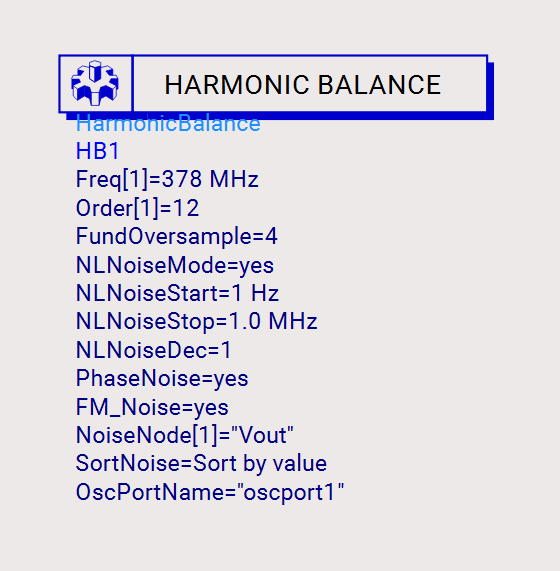 HARMONIC BALANCE
HarmonicBalance
HB1
Freq[1]=378 MHz
Order[1]=12
FundOversample=4
NLNoiseMode=yes
NLNoiseStart=1 Hz
NLNoiseStop=1.0 MHz
NLNoiseDec=1
PhaseNoise=yes
FM_Noise=yes
NoiseNode[1]="Vout"
SortNoise=Sort by value
OscPortName="oscport1"